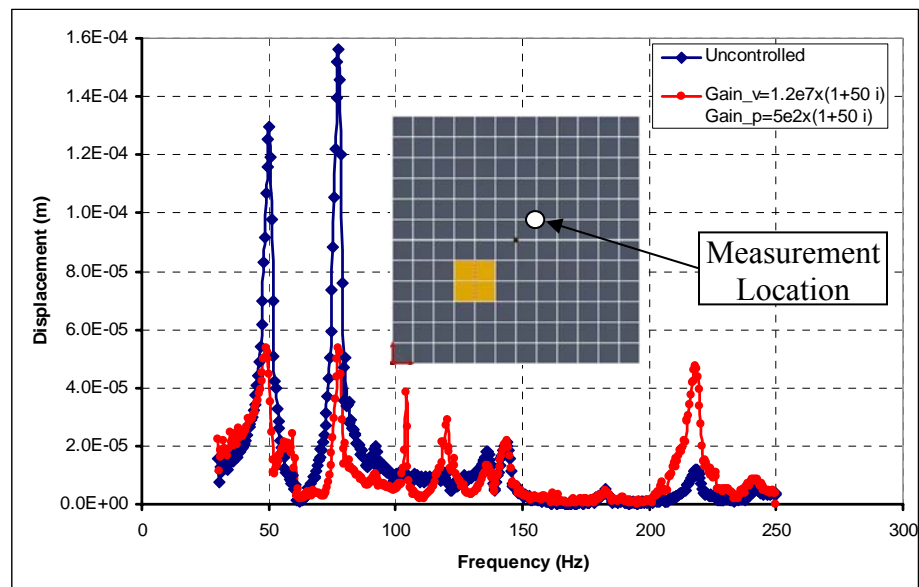 1.6E-04
1.4E-04
1.2E-04
1.0E-04
8.0E-05
6.0E-05
4.0E-05
2.0E-05
0.0E+00
Displacement (m)
Uncontrolled
Gain_v=1.2e7x(1+50 i)
Gain_p=5e2x(1+50 i)
Measurement
Location
0 50 100 150 200 250 300
Frequency (Hz)